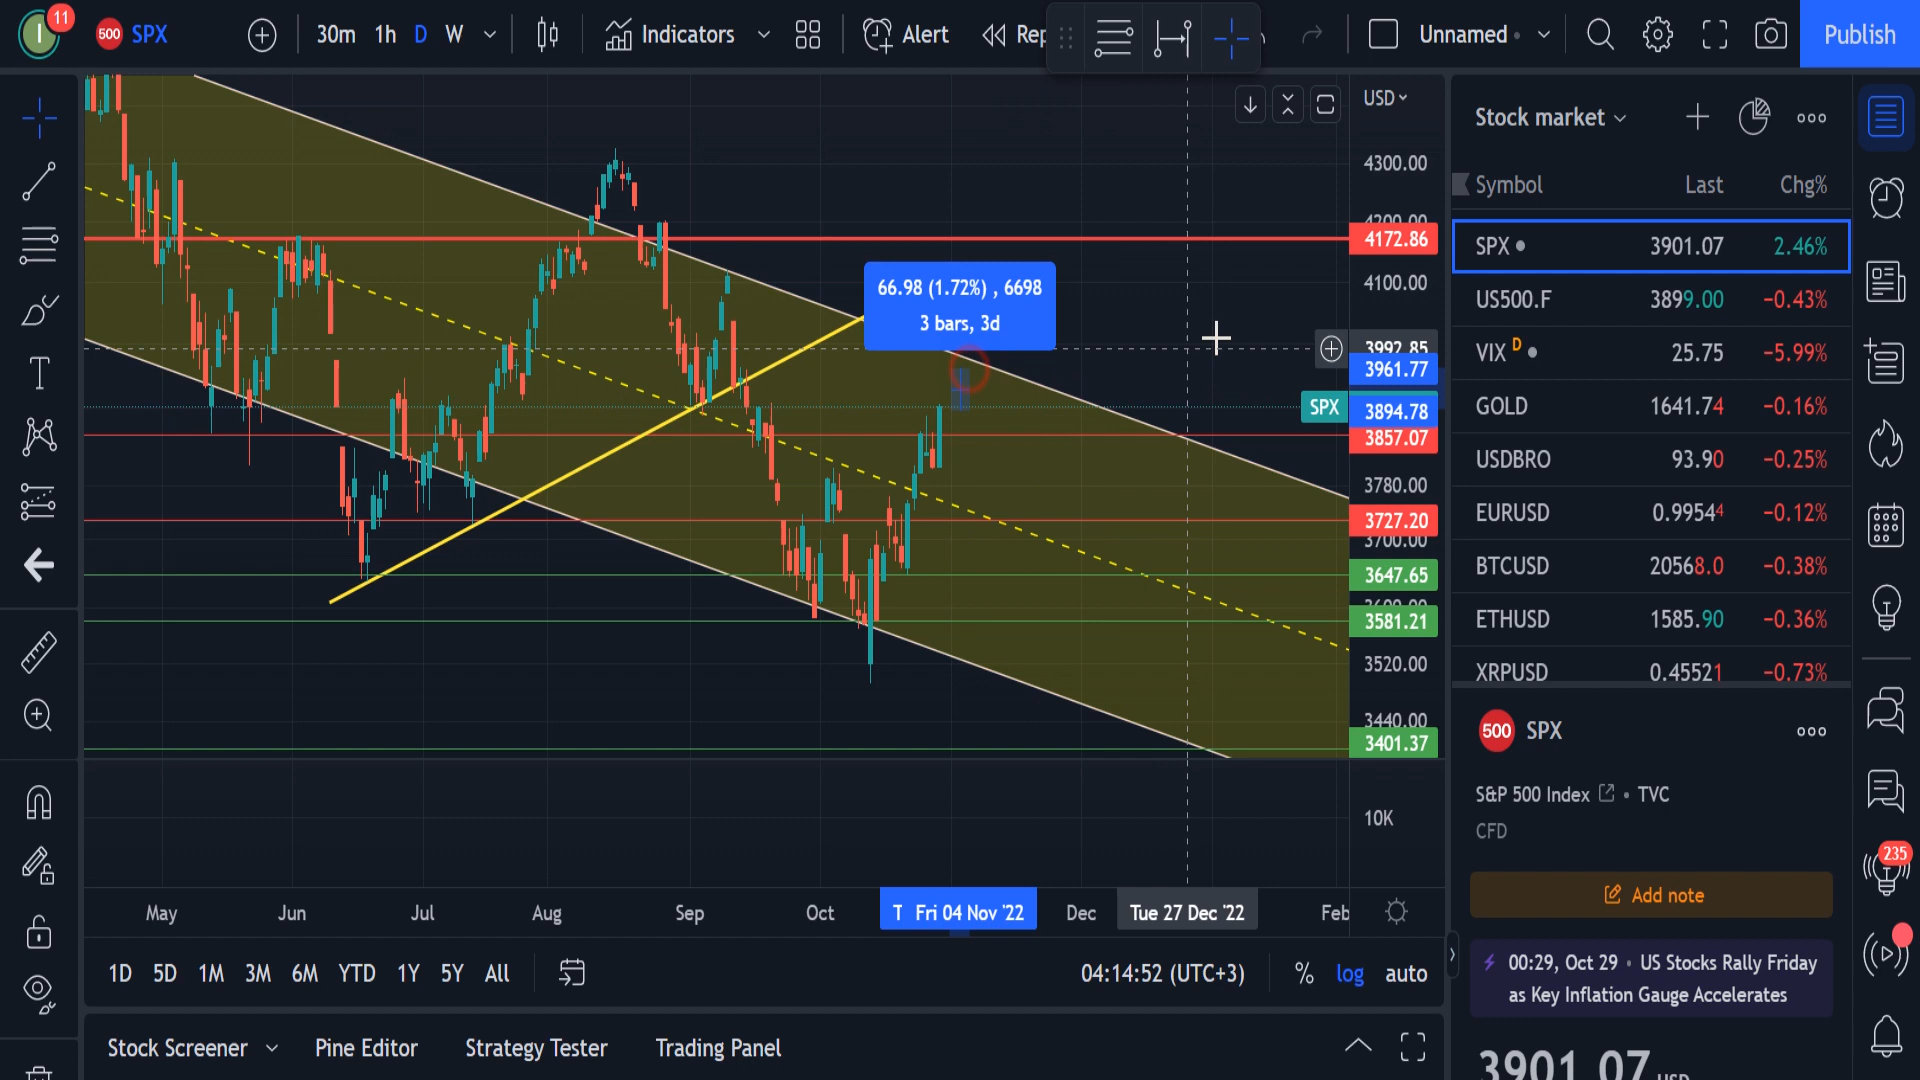 I
11
500 SPX
30m 1h D W
Indicators
Alert
Rep
Unnamed
Publish
USD
4300.00
4200.00
4172.86
4100.00
3992.85
3961.77
SPX 3894.78
3857.07
3780.00
3727.20
3700.00
3647.65
3581.21
3520.00
3440.00
3401.37
10K
66.98 (1.72%) , 6698
3 bars, 3d
May Jun Jul Aug Sep Oct T Fri 04 Nov '22 Dec Tue 27 Dec '22 Feb
1D 5D 1M 3M 6M YTD 1Y 5Y All
04:14:52 (UTC+3) % log auto
Stock Screener Pine Editor Strategy Tester Trading Panel
Stock market
Symbol Last Chg%
SPX 3901.07 2.46%
US500.F 3899.00 −0.43%
VIX D 25.75 −5.99%
GOLD 1641.74 −0.16%
USDBRO 93.90 −0.25%
EURUSD 0.99544 −0.12%
BTCUSD 20568.0 −0.38%
ETHUSD 1585.90 −0.36%
XRPUSD 0.45521 −0.73%
500 SPX
S&P 500 Index • TVC
CFD
Add note
00:29, Oct 29 • US Stocks Rally Friday
as Key Inflation Gauge Accelerates
3901.07 USD
235